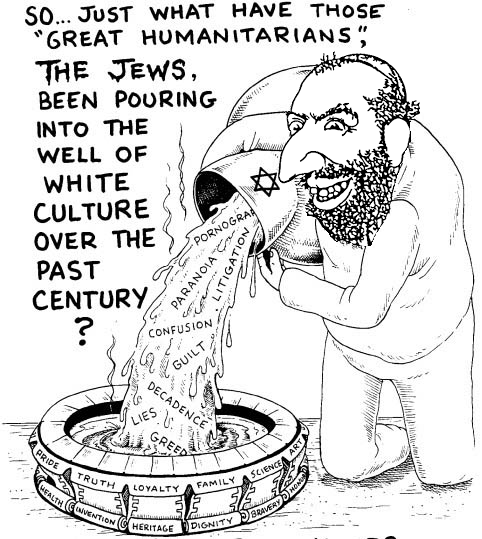 SO... JUST WHAT HAVE THOSE
"GREAT HUMANITARIANS",
THE JEWS,
BEEN POURING
INTO THE
WELL OF
WHITE
CULTURE
OVER THE
PAST
CENTURY
?
PORNOGRA
PARANOIA
LITIGATION
CONFUSION
GUILT
DECADENCE
LIES
GREED
PRIDE
TRUTH
LOYALTY
FAMILY
SCIENCE
ART
HEALTH
INVENTION
HERITAGE
DIGNITY
BRAVERY
HONOR